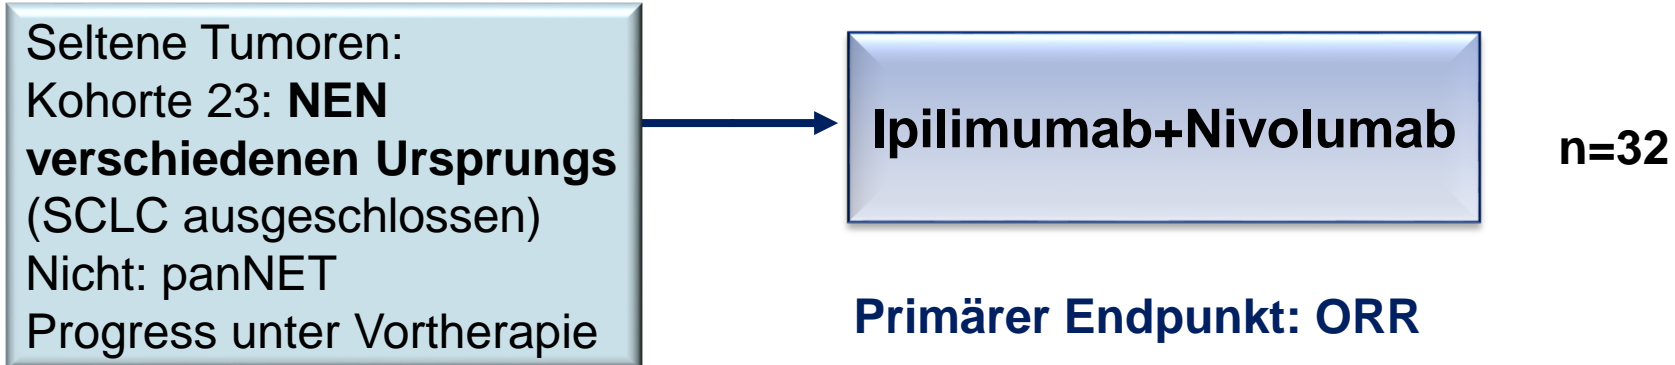 Seltene Tumoren:
Kohorte 23: NEN
verschiedenen Ursprungs
(SCLC ausgeschlossen)
Nicht: panNET
Progress unter Vortherapie
Ipilimumab+Nivolumab
n=32
Primärer Endpunkt: ORR